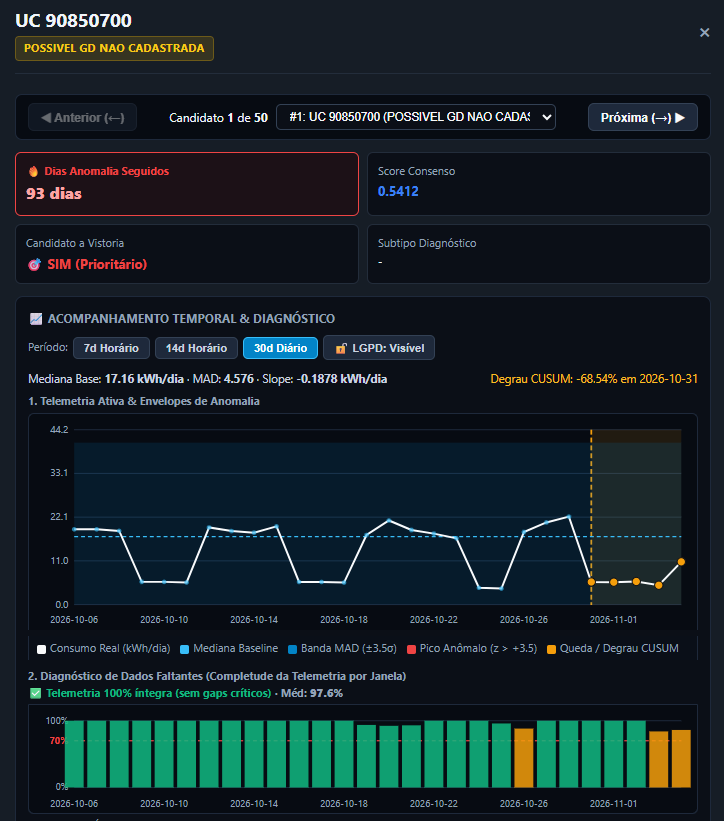 UC 90850700
POSSIVEL GD NAO CADASTRADA
×
◀ Anterior (←)
Candidato 1 de 50
#1: UC 90850700 (POSSIVEL GD NAO CADAS
Próxima (→) ▶
🔥 Dias Anomalia Seguidos
93 dias
Score Consenso
0.5412
Candidato a Vistoria
🎯 SIM (Prioritário)
Subtipo Diagnóstico
-
📈 ACOMPANHAMENTO TEMPORAL & DIAGNÓSTICO
Período: 7d Horário 14d Horário 30d Diário 🔓 LGPD: Visível
Mediana Base: 17.16 kWh/dia · MAD: 4.576 · Slope: -0.1878 kWh/dia
Degrau CUSUM: -68.54% em 2026-10-31
1. Telemetria Ativa & Envelopes de Anomalia
44.2
33.1
22.1
11.0
0.0
2026-10-06 2026-10-10 2026-10-14 2026-10-18 2026-10-22 2026-10-26 2026-11-01
Consumo Real (kWh/dia) Mediana Baseline Banda MAD (±3.5σ) Pico Anômalo (z > +3.5) Queda / Degrau CUSUM
2. Diagnóstico de Dados Faltantes (Completude da Telemetria por Janela)
✅ Telemetria 100% íntegra (sem gaps críticos) · Méd: 97.6%
100%
70%
0%
2026-10-06 2026-10-10 2026-10-14 2026-10-18 2026-10-22 2026-10-26 2026-11-01